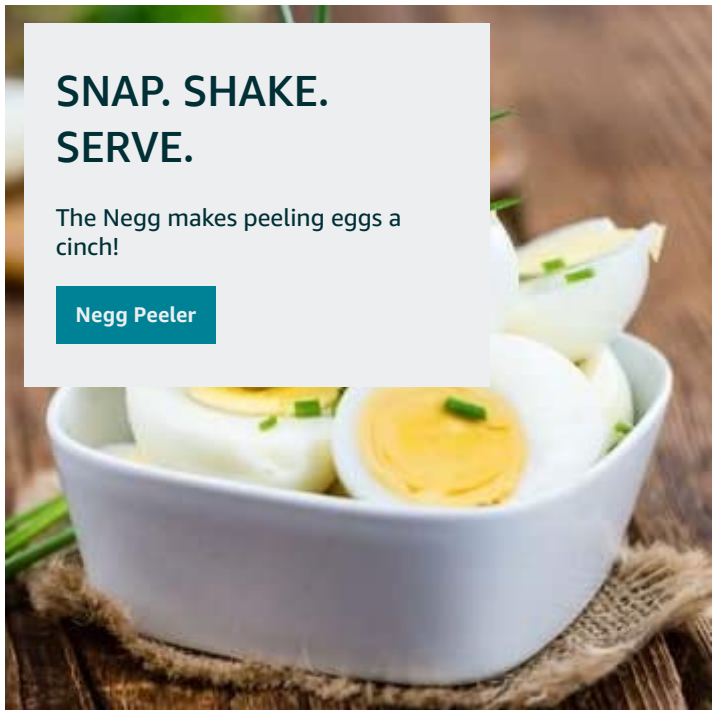 SNAP. SHAKE.
SERVE.
The Negg makes peeling eggs a
cinch!
Negg Peeler